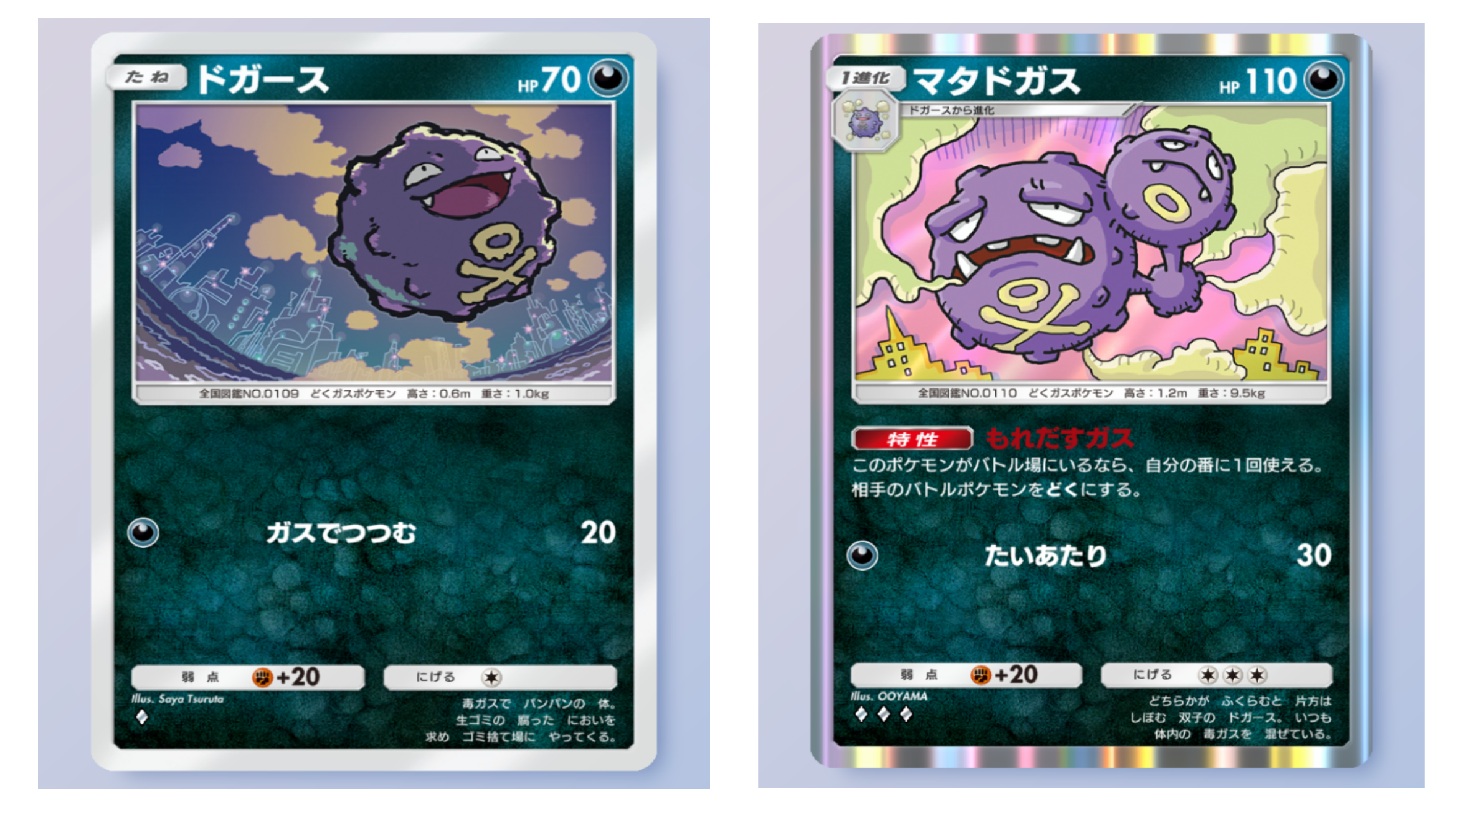 たね ドガース HP70
全国図鑑NO.0109 どくガスポケモン 高さ：0.6m 重さ：1.0kg
ガスでつつむ 20
弱点 +20 にげる
Illus. Saya Tsuruta
毒ガスで パンパンの 体。
生ゴミの 腐った においを
求め ゴミ捨て場に やってくる。
1進化 マタドガス HP110
ドガースから進化
全国図鑑NO.0110 どくガスポケモン 高さ：1.2m 重さ：9.5kg
特性 もれだすガス
このポケモンがバトル場にいるなら、自分の番に1回使える。
相手のバトルポケモンをどくにする。
たいあたり 30
弱点 +20 にげる
Illus. OOYAMA
どちらかが ふくらむと 片方は
しぼむ 双子の ドガース。いつも
体内の 毒ガスを 混ぜている。